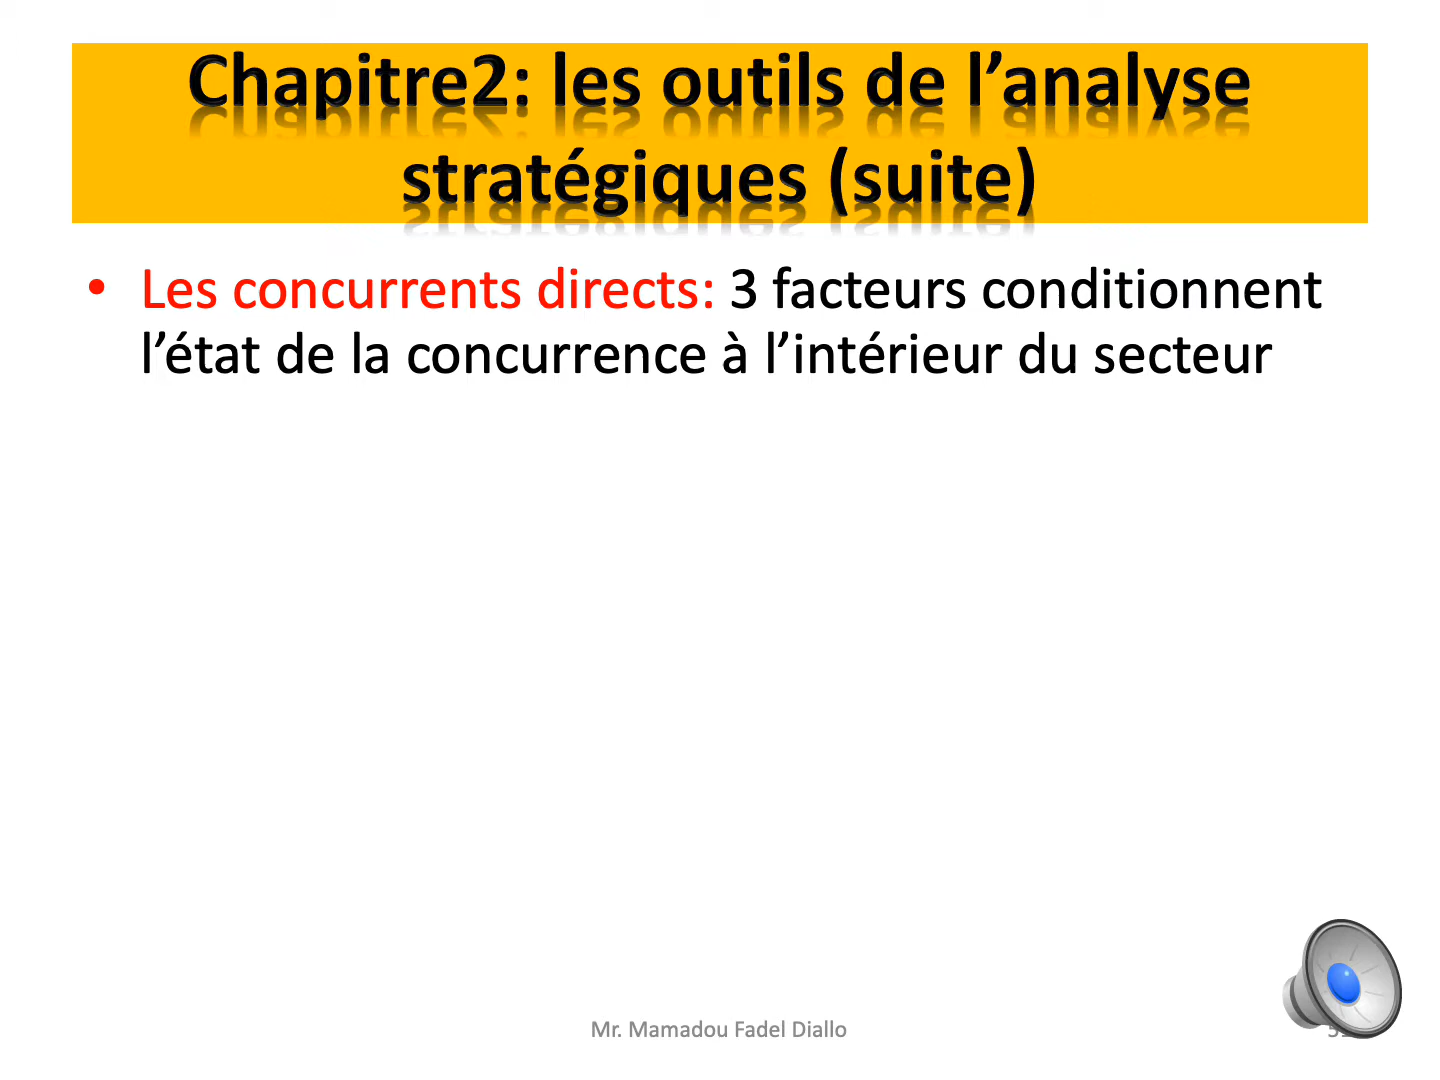 Chapitre2: les outils de l’analyse
stratégiques (suite)
• Les concurrents directs: 3 facteurs conditionnent
l’état de la concurrence à l’intérieur du secteur
Mr. Mamadou Fadel Diallo